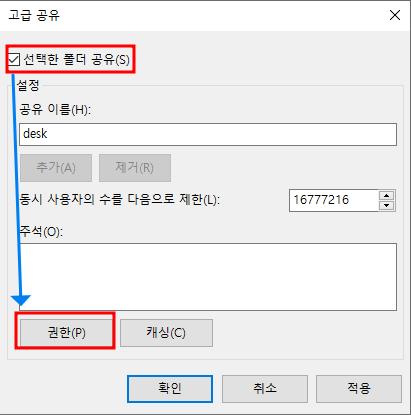 고급 공유
선택한 폴더 공유(S)
설정
공유 이름(H):
desk
추가(A) 제거(R)
동시 사용자의 수를 다음으로 제한(L): 16777216
주석(O):
권한(P) 캐싱(C)
확인 취소 적용